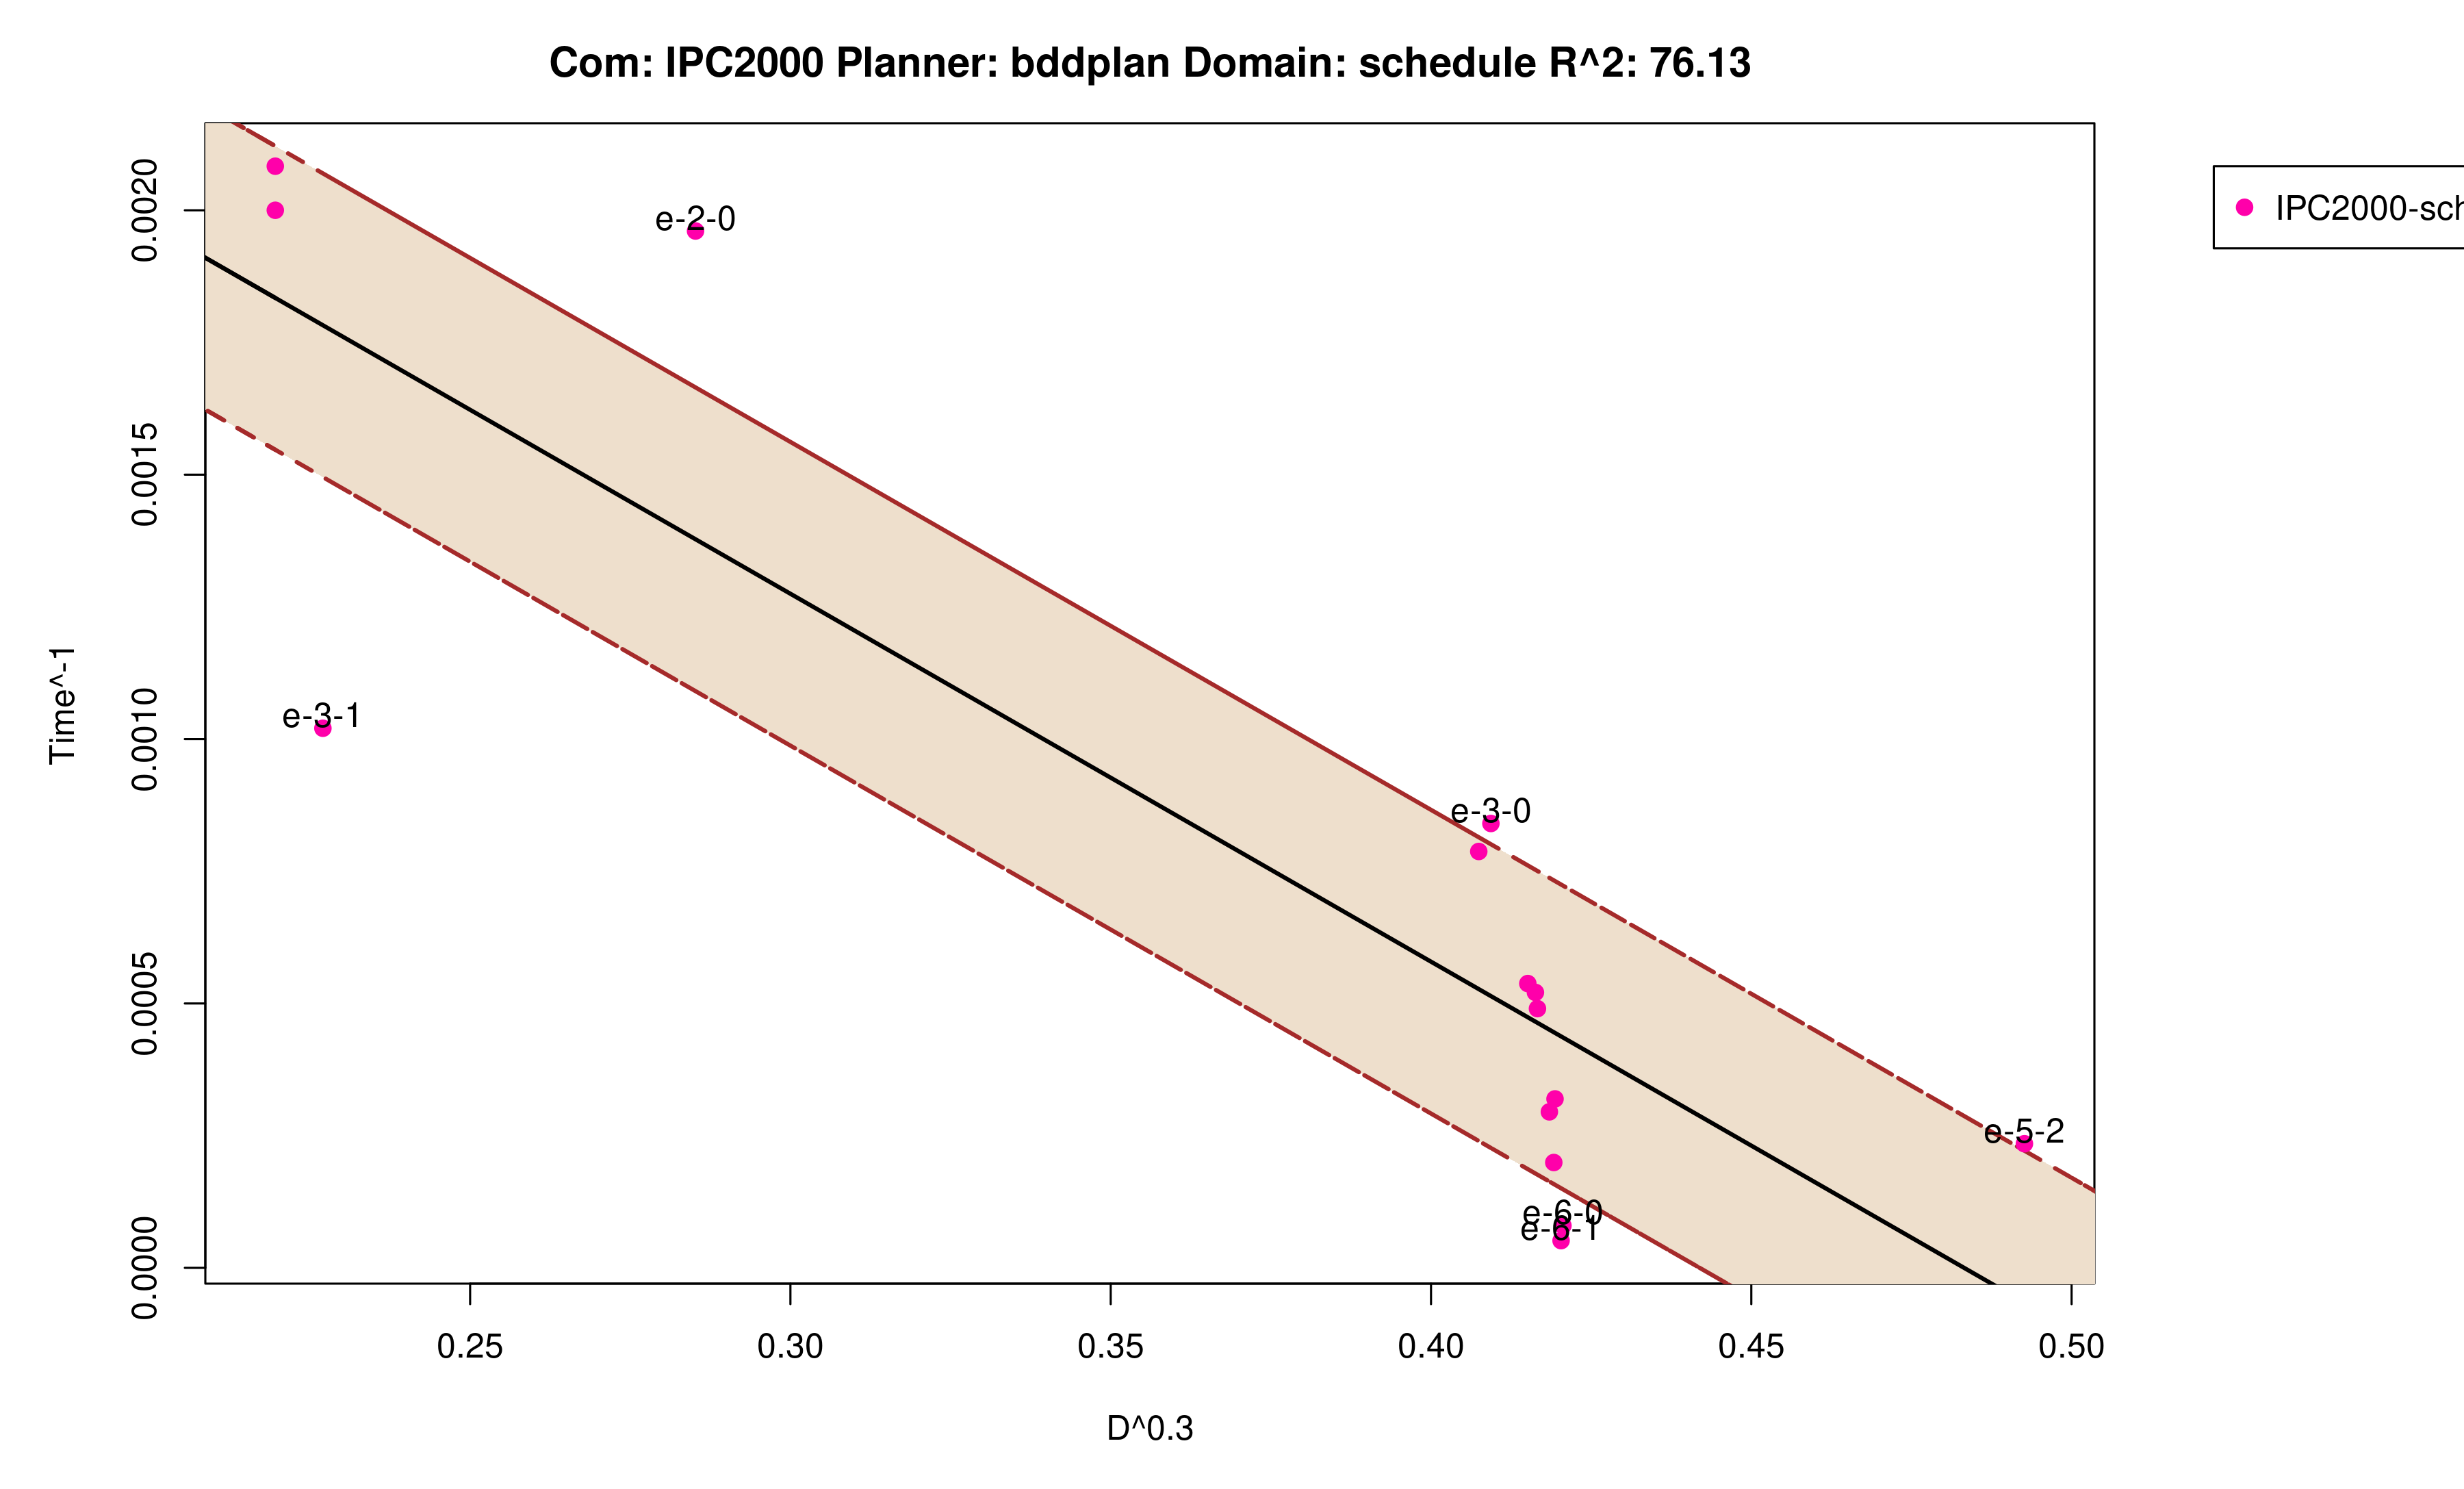 Com: IPC2000 Planner: bddplan Domain: schedule R^2: 76.13
IPC2000-sch
Time^-1
0.0020
0.0015
0.0010
0.0005
0.0000
e-2-0
e-3-1
e-3-0
e-5-2
e-6-0
e-6-1
0.25 0.30 0.35 0.40 0.45 0.50
D^0.3